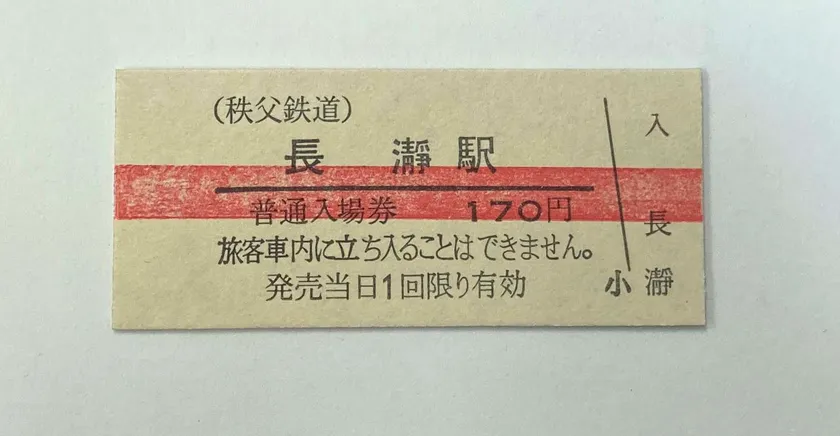 (秩父鉄道)
長瀞駅
普通入場券 170円
旅客車内に立ち入ることはできません。
発売当日1回限り有効
入
長瀞
小